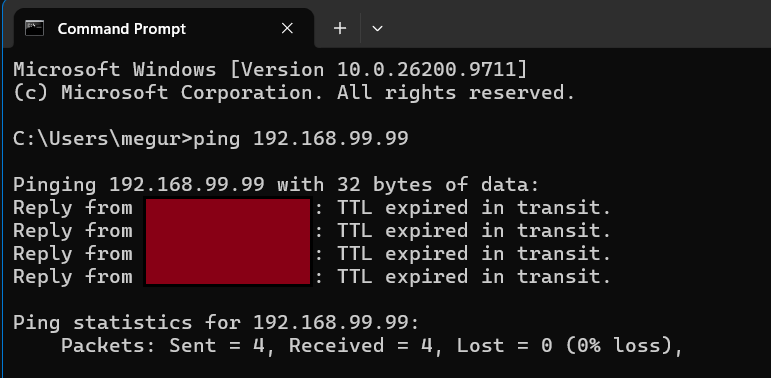 Command Prompt
Microsoft Windows [Version 10.0.26200.9711]
(c) Microsoft Corporation. All rights reserved.
C:\Users\megur>ping 192.168.99.99
Pinging 192.168.99.99 with 32 bytes of data:
Reply from : TTL expired in transit.
Reply from : TTL expired in transit.
Reply from : TTL expired in transit.
Reply from : TTL expired in transit.
Ping statistics for 192.168.99.99:
    Packets: Sent = 4, Received = 4, Lost = 0 (0% loss),